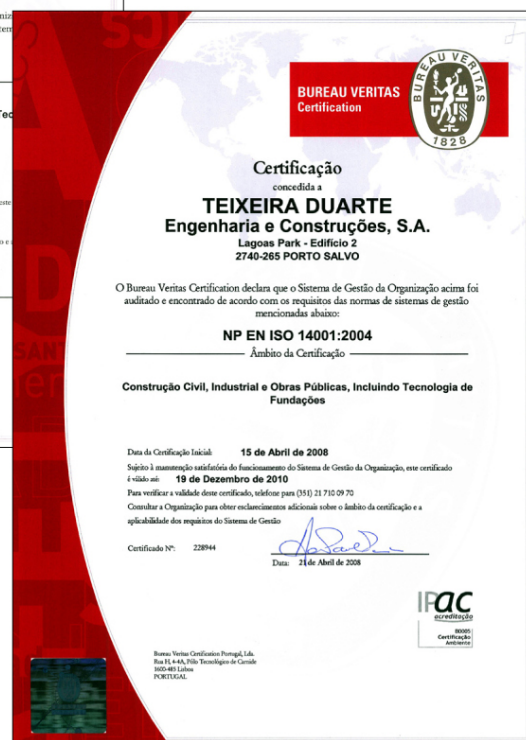 BUREAU VERITAS
Certification
BUREAU VERITAS
1828
Certificação
concedida a
TEIXEIRA DUARTE
Engenharia e Construções, S.A.
Lagoas Park - Edifício 2
2740-265 PORTO SALVO
O Bureau Veritas Certification declara que o Sistema de Gestão da Organização acima foi
auditado e encontrado de acordo com os requisitos das normas de sistemas de gestão
mencionadas abaixo:
NP EN ISO 14001:2004
Âmbito da Certificação
Construção Civil, Industrial e Obras Públicas, Incluindo Tecnologia de
Fundações
Data da Certificação Inicial: 15 de Abril de 2008
Sujeito à manutenção satisfatória do funcionamento do Sistema de Gestão da Organização, este certificado
é válido até: 19 de Dezembro de 2010
Para verificar a validade deste certificado, telefone para (351) 21 710 09 70
Consultar a Organização para obter esclarecimentos adicionais sobre o âmbito da certificação e a
aplicabilidade dos requisitos do Sistema de Gestão
Certificado Nº: 228944
Data: 21 de Abril de 2008
IPac
acreditação
Certificação
Ambiente
Bureau Veritas Certification Portugal, Lda.
Rua H, 4-4A, Pólo Tecnológico de Carnide
1600-485 Lisboa
PORTUGAL